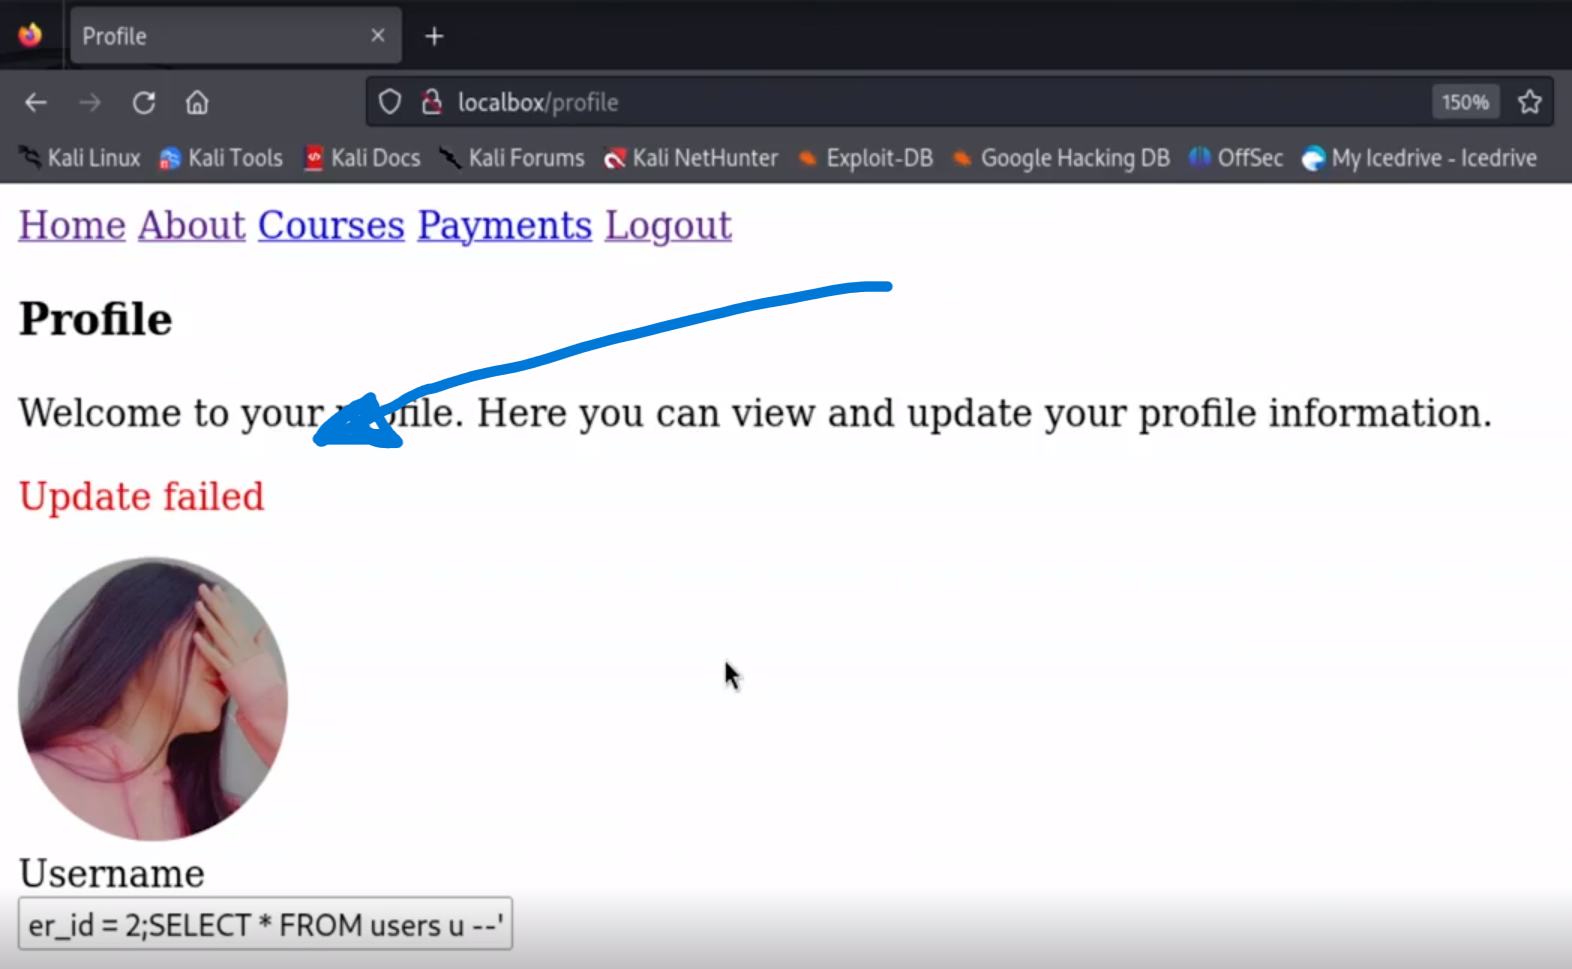 Profile
localbox/profile 150%
Kali Linux Kali Tools Kali Docs Kali Forums Kali NetHunter Exploit-DB Google Hacking DB OffSec My Icedrive - Icedrive
Home About Courses Payments Logout
Profile
Welcome to your profile. Here you can view and update your profile information.
Update failed
Username
er_id = 2;SELECT * FROM users u --'